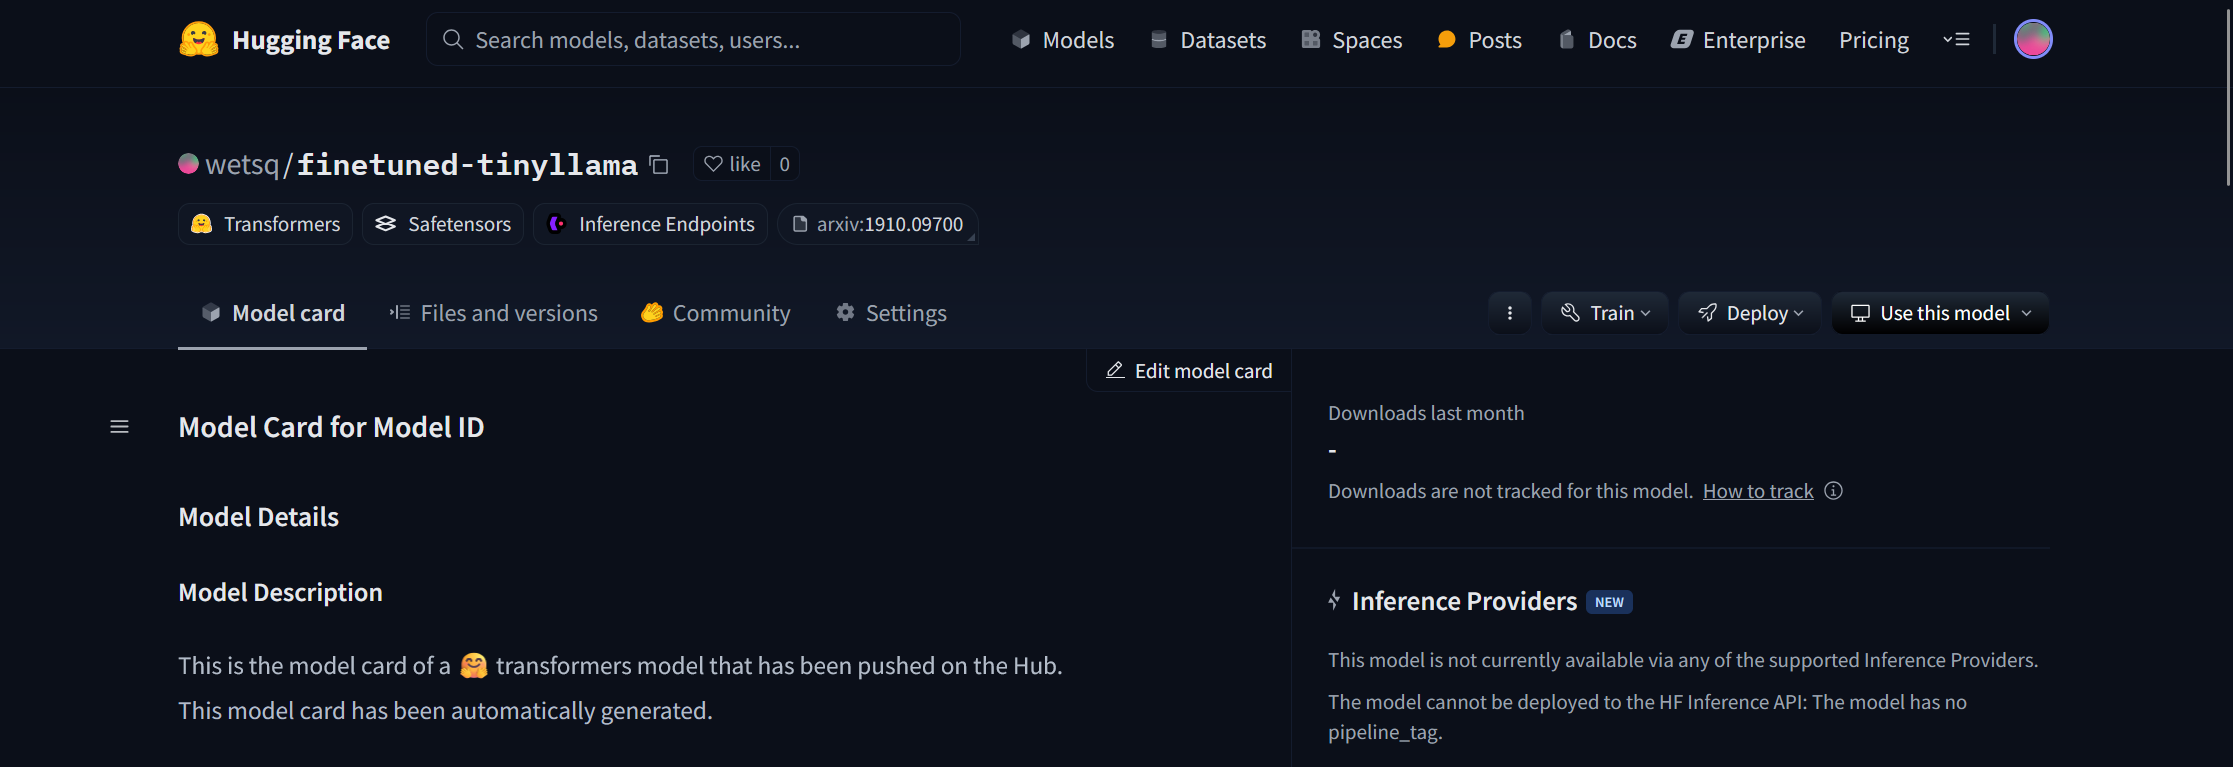 Hugging Face
Search models, datasets, users...
Models
Datasets
Spaces
Posts
Docs
Enterprise
Pricing
wetsq/finetuned-tinyllama
like 0
Transformers
Safetensors
Inference Endpoints
arxiv:1910.09700
Model card
Files and versions
Community
Settings
Train
Deploy
Use this model
Edit model card
Model Card for Model ID
Model Details
Model Description
This is the model card of a 🤗 transformers model that has been pushed on the Hub.
This model card has been automatically generated.
Downloads last month
-
Downloads are not tracked for this model. How to track
Inference Providers NEW
This model is not currently available via any of the supported Inference Providers.
The model cannot be deployed to the HF Inference API: The model has no
pipeline_tag.